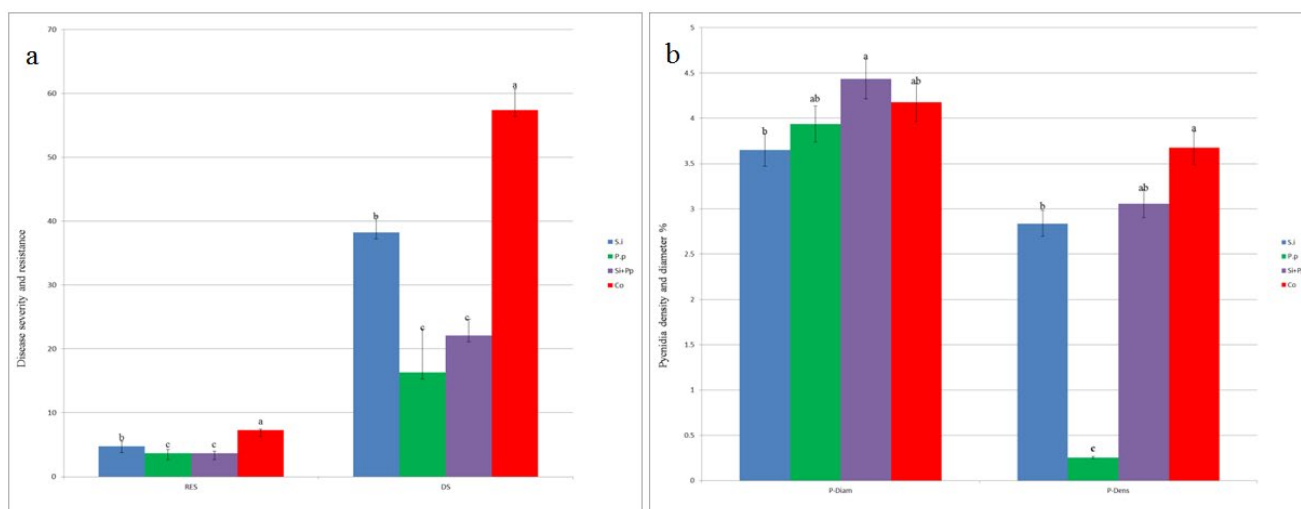 a
70
60
50
40
30
20
10
0
Disease severity and resistance
b
c
c
a
b
c
c
a
RES
DS
S.i
P.p
Si+Pp
Co
b
5
4.5
4
3.5
3
2.5
2
1.5
1
0.5
0
Pycnidia density and diameter %
b
ab
a
ab
b
c
ab
a
P-Diam
P-Dens
S.i
P.p
Si+Pp
Co